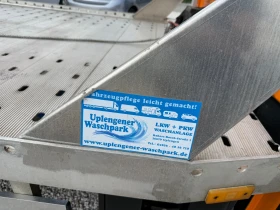 Fahrzeugpflege leicht gemacht!
Uplengener
Waschpark
LKW + PKW
WASCHANLAGE
www.uplengener-waschpark.de